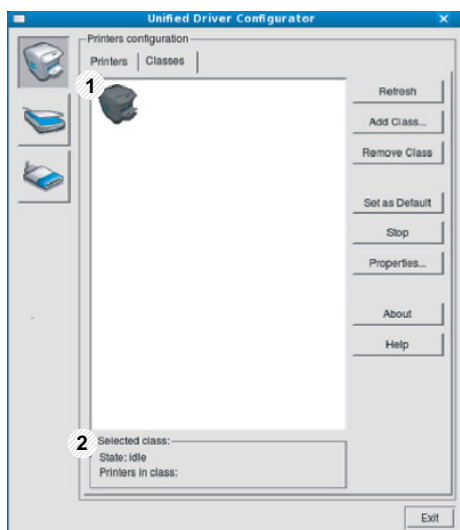 Unified Driver Configurator
Printers configuration
Printers Classes
1
Refresh
Add Class...
Remove Class
Set as Default
Stop
Properties...
About
Help
2
Selected class:
State: idle
Printers in class:
Exit